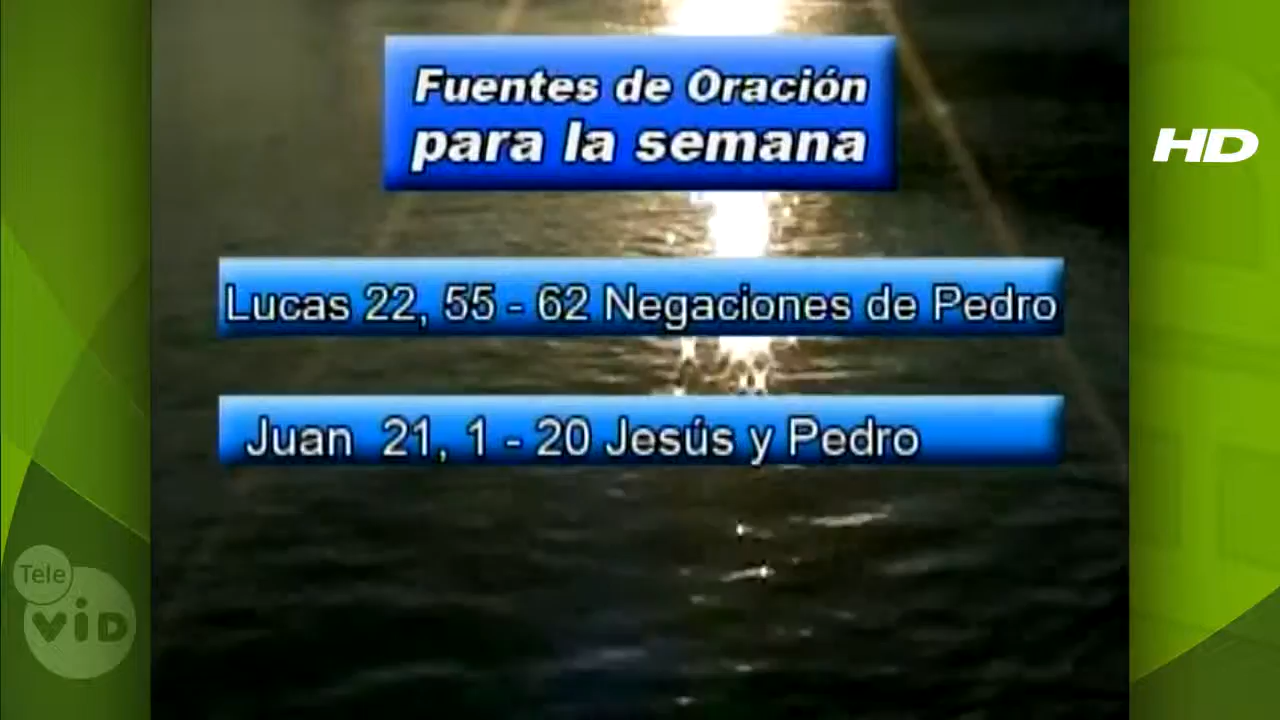 Fuentes de Oración
para la semana
HD
Lucas 22, 55 - 62 Negaciones de Pedro
Juan 21, 1 - 20 Jesús y Pedro
Tele
ViD